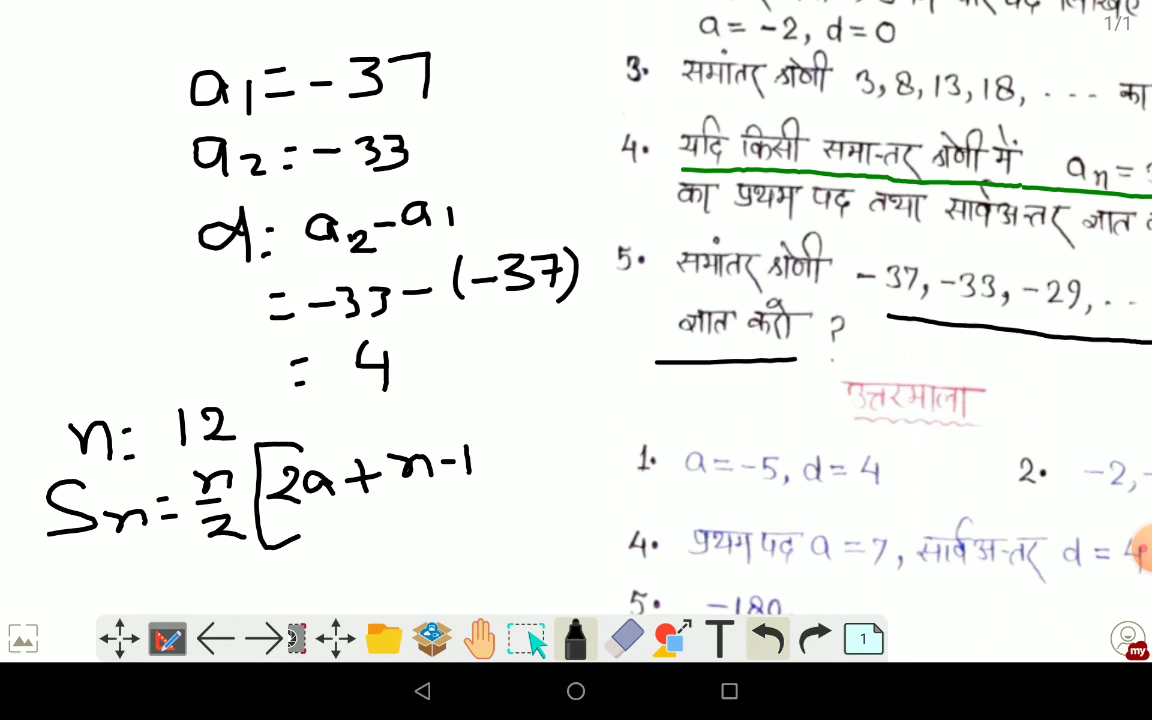 a₁ = -37
a₂ = -33
d = a₂ - a₁
= -33 - (-37)
= 4
n = 12
Sn = n/2 [2a + n-1
1/1
a = -2, d = 0
3. समांतर श्रेणी 3, 8, 13, 18, ... का
4. यदि किसी समान्तर श्रेणी में an =
का प्रथम पद तथा सार्वअन्तर ज्ञात
5. समांतर श्रेणी -37, -33, -29, ..
ज्ञात करो ?
उत्तरमाला
1. a = -5, d = 4 2. -2,
4. प्रथम पद a = 7, सार्वअन्तर d = 4
5. -180
T
1
my